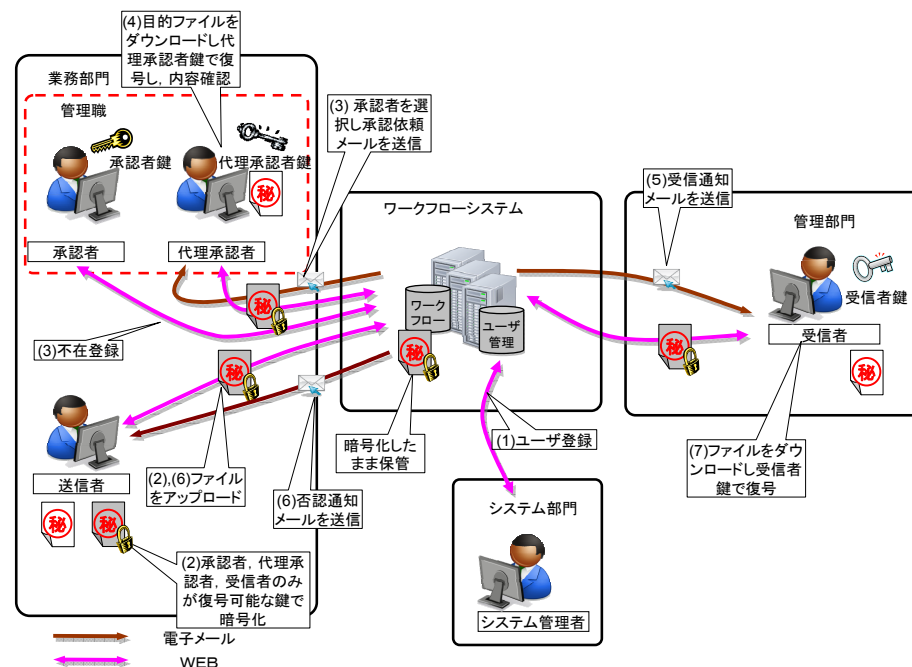 (4)目的ファイルを
ダウンロードし代
理承認者鍵で復
号し，内容確認
業務部門
管理職
承認者鍵
代理承認者鍵
秘
承認者
代理承認者
(3) 承認者を選
択し承認依頼
メールを送信
ワークフローシステム
ワーク
フロー
ユーザ
管理
秘
暗号化した
まま保管
(5)受信通知
メールを送信
管理部門
受信者鍵
受信者
秘
秘
(7)ファイルをダウ
ンロードし受信者
鍵で復号
秘
(3)不在登録
秘
送信者
(2),(6)ファイル
をアップロード
(6)否認通知
メールを送信
(1)ユーザ登録
秘
秘
(2)承認者，代理承
認者，受信者のみ
が復号可能な鍵で
暗号化
システム部門
システム管理者
電子メール
WEB